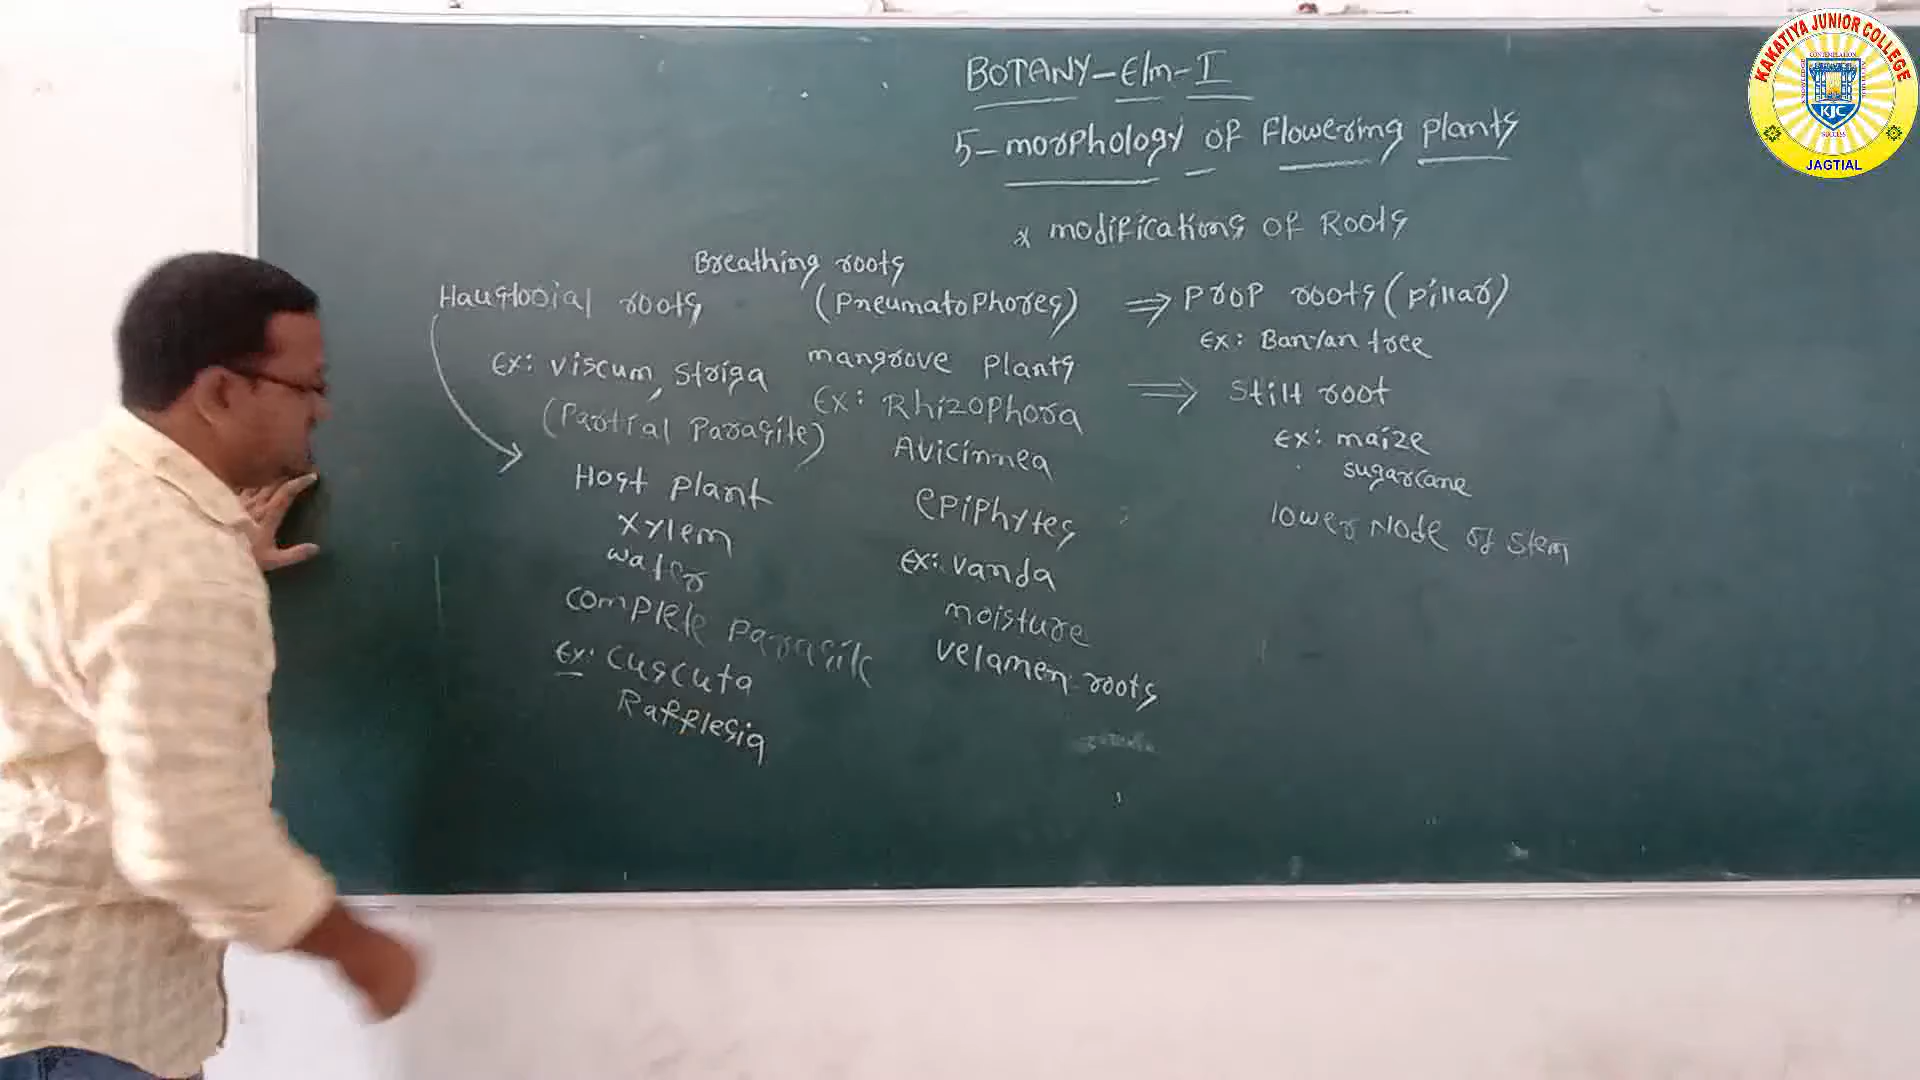 BOTANY-E/m-I
5-morphology of Flowering plants
x modifications of Roots
Breathing roots
Haustorial roots
(Pneumatophores)
⇒ Prop roots (pillar)
Ex: Banyan tree
Ex: viscum, striga
mangrove plants
⇒ Stilt root
(Partial Parasite)
Ex: Rhizophora
Avicinnea
Ex: maize
sugarcane
Host plant
Epiphytes
lower Node of stem
xylem
water
Ex: vanda
complete parasite
moisture
Ex: cuscuta
velamen roots
Rafflesia
KAKATIYA JUNIOR COLLEGE
KJC
SUCCESS
JAGTIAL